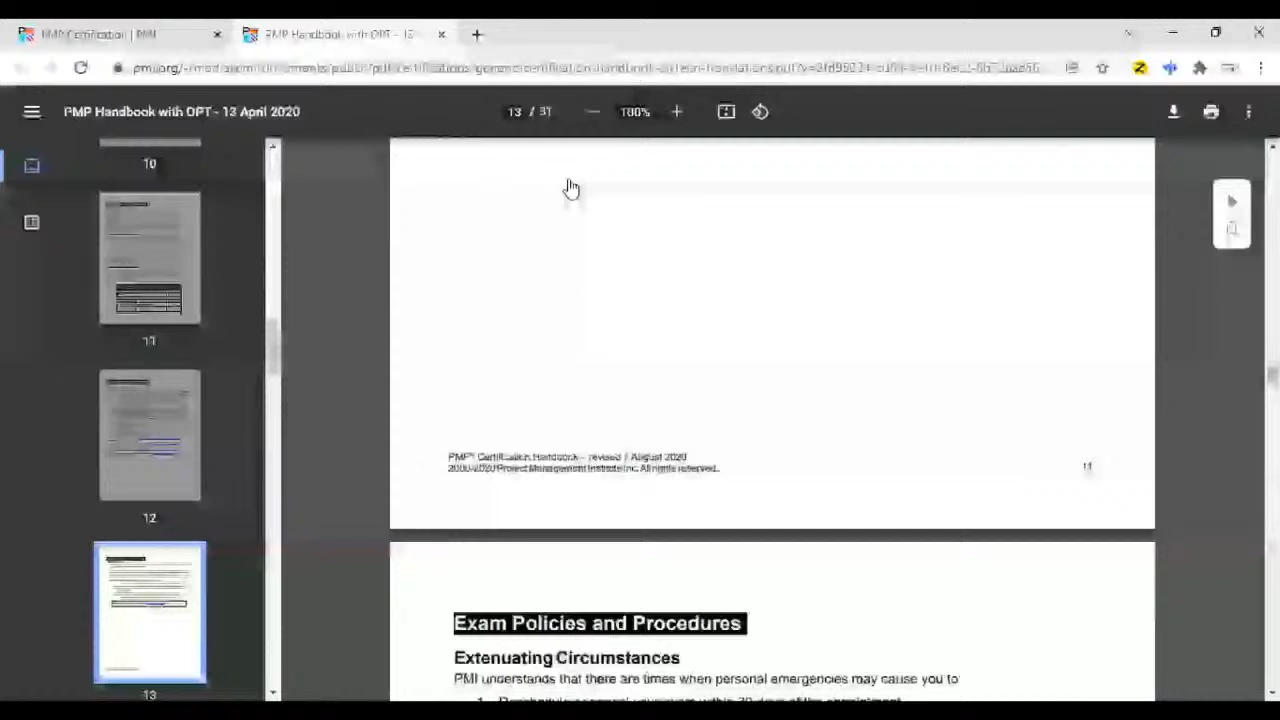 PMP Certification | PMI
PMP Handbook with OPT - 13
PMP Handbook with OPT - 13 April 2020
13 / 31
100%
10
11
12
13
PMP® Certification Handbook – revised 7 August 2020
2000-2020 Project Management Institute Inc. All rights reserved.
11
Exam Policies and Procedures
Extenuating Circumstances
PMI understands that there are times when personal emergencies may cause you to